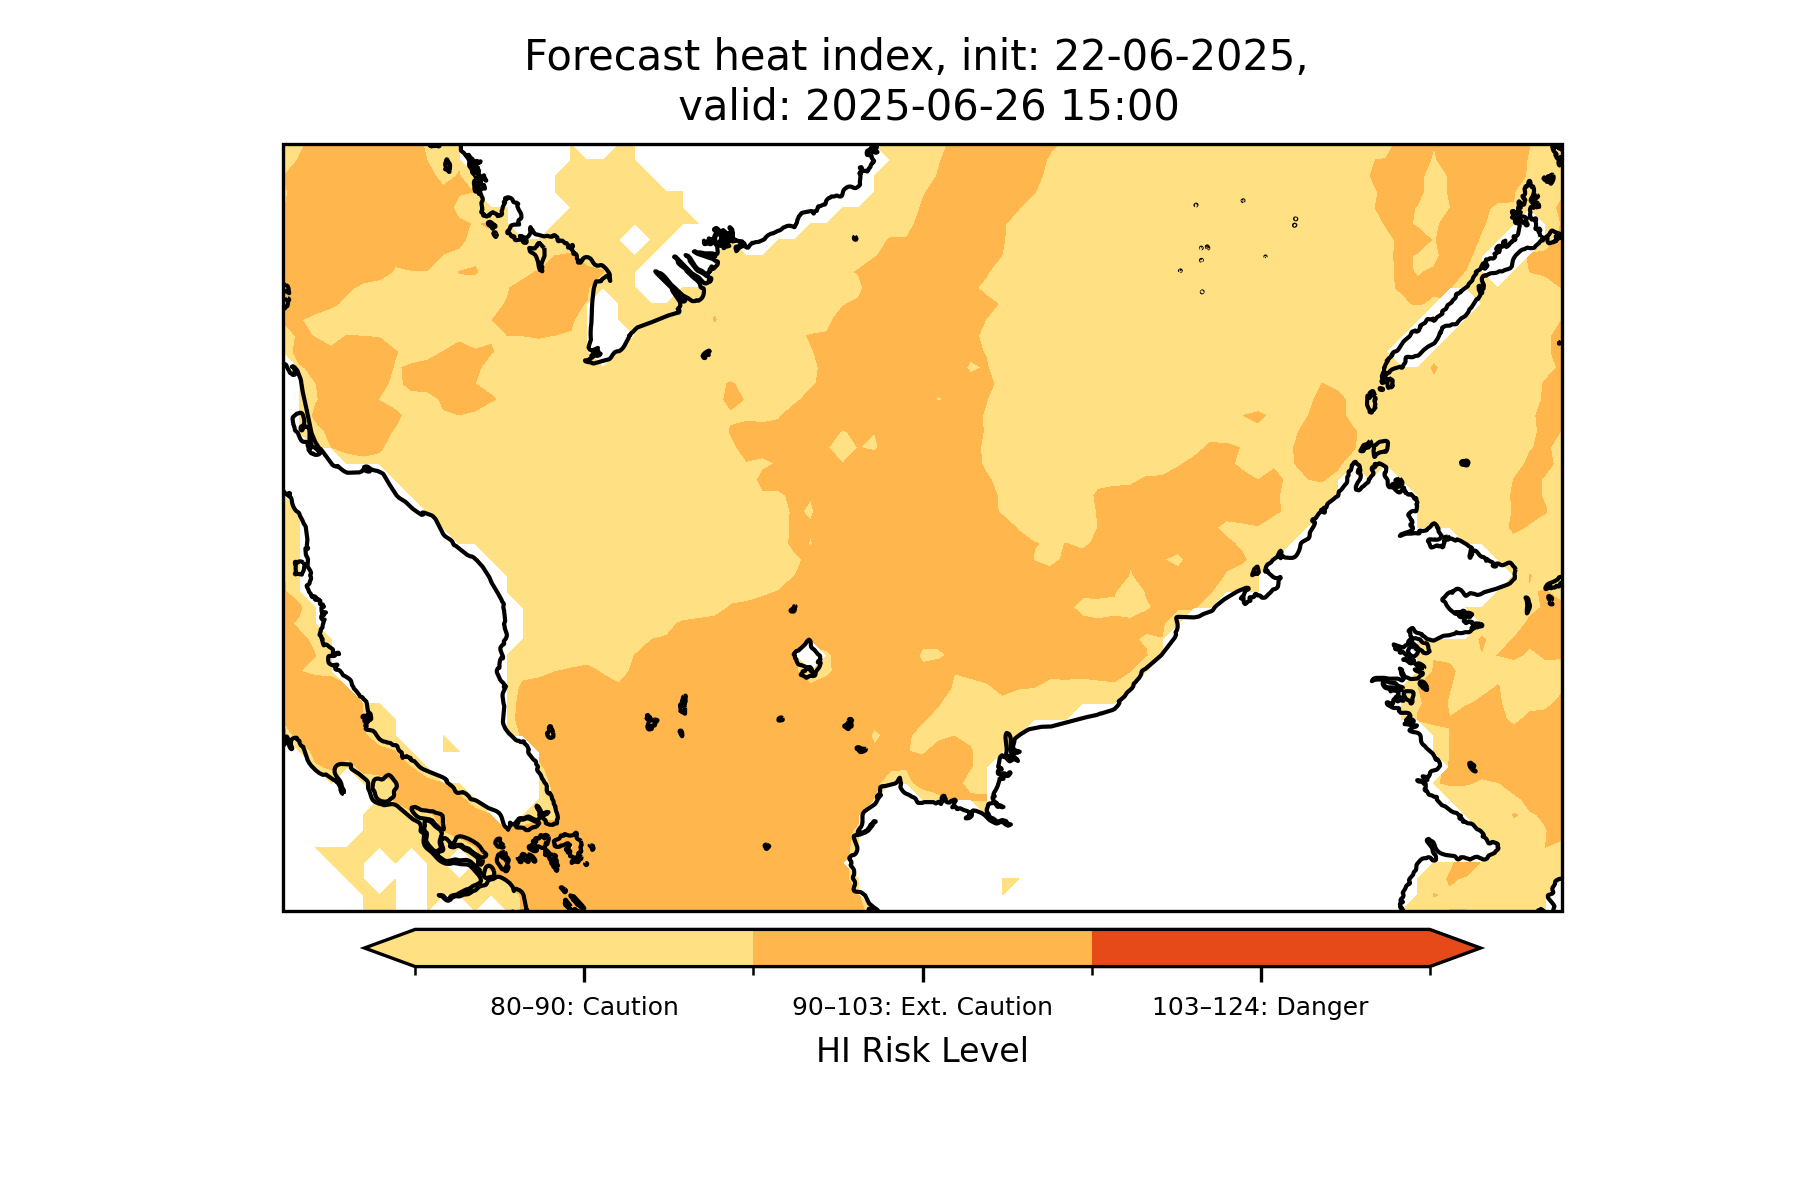 Forecast heat index, init: 22-06-2025,
valid: 2025-06-26 15:00
80–90: Caution
90–103: Ext. Caution
103–124: Danger
HI Risk Level